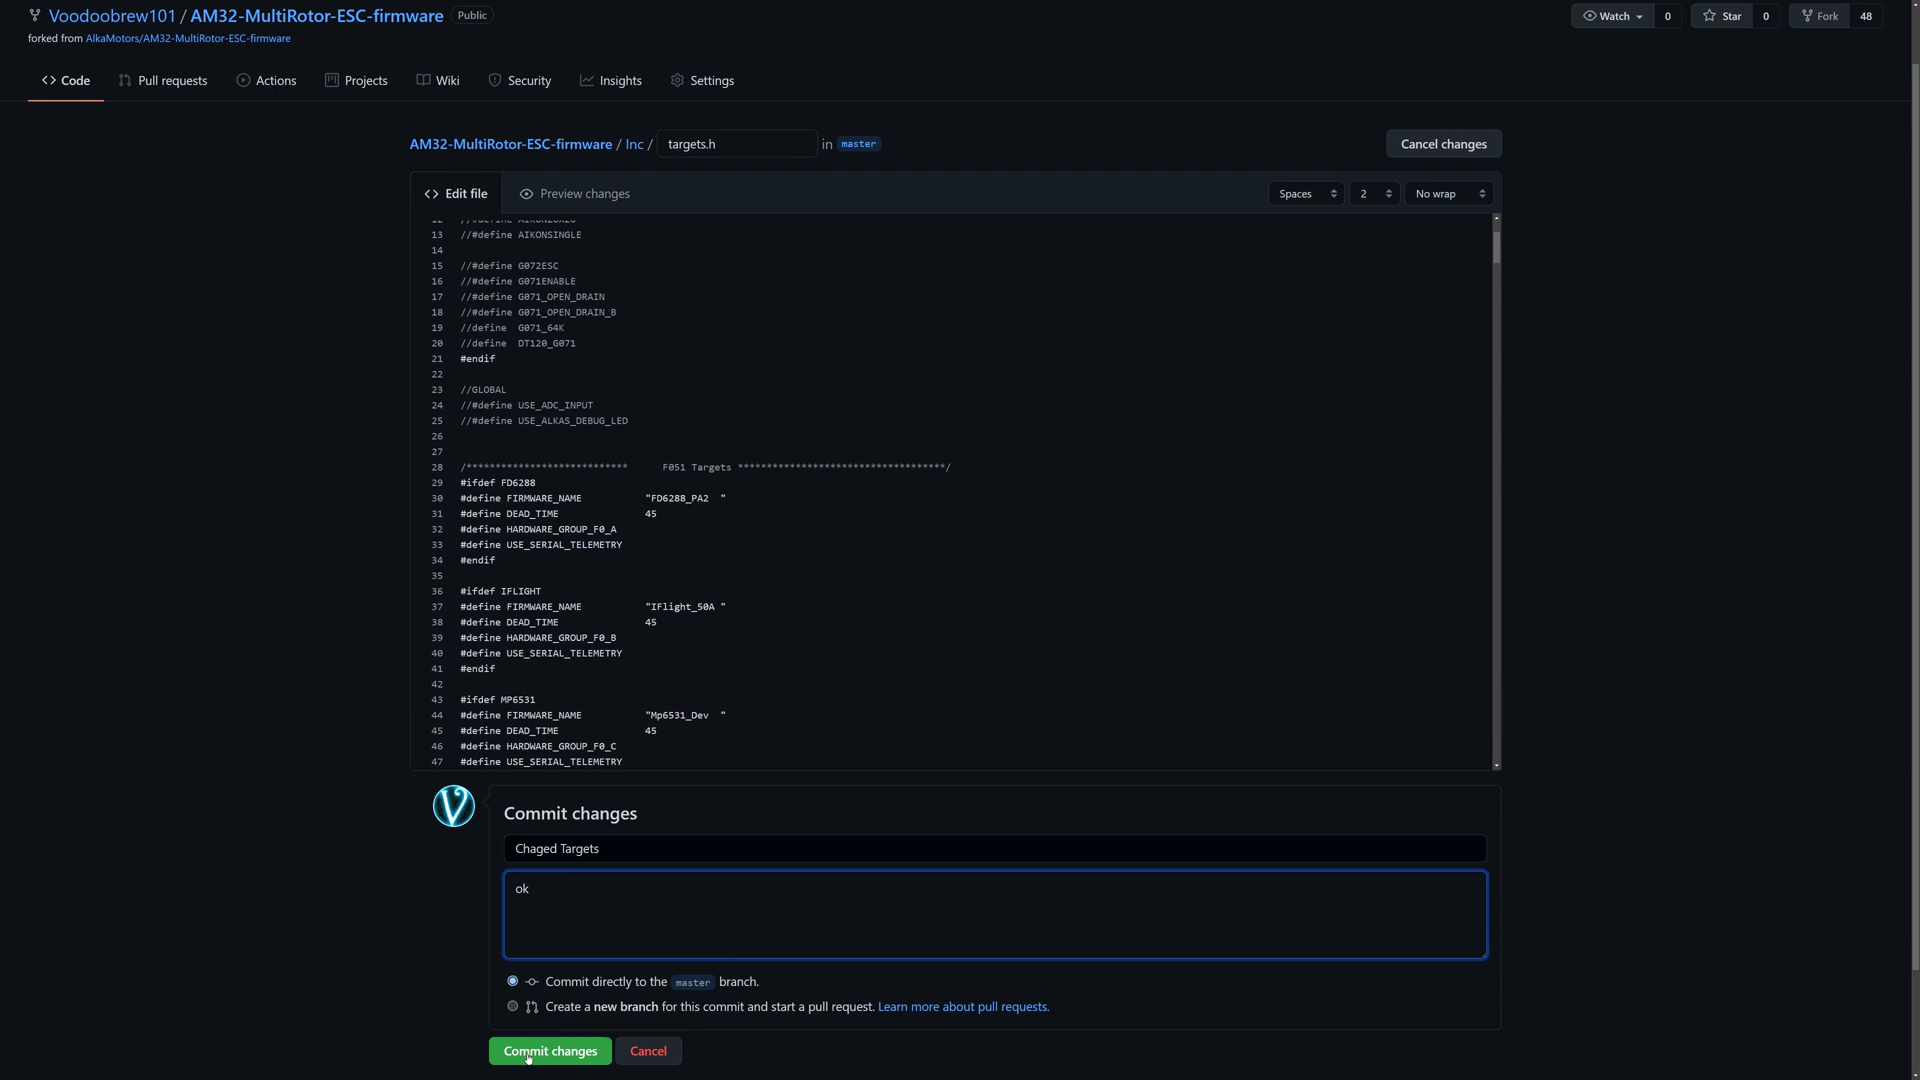 Voodoobrew101 / AM32-MultiRotor-ESC-firmware Public
Watch 0 Star 0 Fork 48
forked from AlkaMotors/AM32-MultiRotor-ESC-firmware
<> Code Pull requests Actions Projects Wiki Security Insights Settings
AM32-MultiRotor-ESC-firmware / Inc / targets.h in master Cancel changes
<> Edit file Preview changes Spaces 2 No wrap
13 //#define AIKONSINGLE
14
15 //#define G072ESC
16 //#define G071ENABLE
17 //#define G071_OPEN_DRAIN
18 //#define G071_OPEN_DRAIN_B
19 //define  G071_64K
20 //define  DT120_G071
21 #endif
22
23 //GLOBAL
24 //#define USE_ADC_INPUT
25 //#define USE_ALKAS_DEBUG_LED
26
27
28 /**************************** F051 Targets ************************************/
29 #ifdef FD6288
30 #define FIRMWARE_NAME "FD6288_PA2  "
31 #define DEAD_TIME 45
32 #define HARDWARE_GROUP_F0_A
33 #define USE_SERIAL_TELEMETRY
34 #endif
35
36 #ifdef IFLIGHT
37 #define FIRMWARE_NAME "IFlight_50A "
38 #define DEAD_TIME 45
39 #define HARDWARE_GROUP_F0_B
40 #define USE_SERIAL_TELEMETRY
41 #endif
42
43 #ifdef MP6531
44 #define FIRMWARE_NAME "Mp6531_Dev  "
45 #define DEAD_TIME 45
46 #define HARDWARE_GROUP_F0_C
47 #define USE_SERIAL_TELEMETRY
Commit changes
Chaged Targets
ok
Commit directly to the master branch.
Create a new branch for this commit and start a pull request. Learn more about pull requests.
Commit changes Cancel